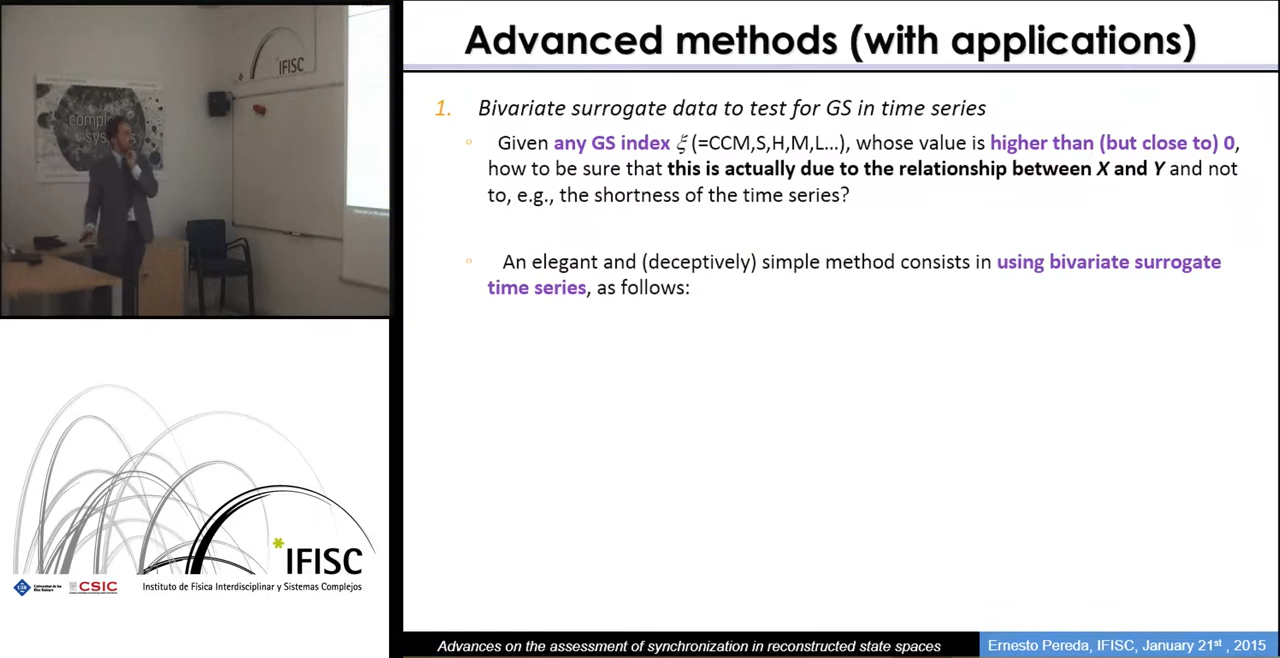 Advanced methods (with applications)
1. Bivariate surrogate data to test for GS in time series
Given any GS index ξ (=CCM,S,H,M,L...), whose value is higher than (but close to) 0,
how to be sure that this is actually due to the relationship between X and Y and not
to, e.g., the shortness of the time series?
An elegant and (deceptively) simple method consists in using bivariate surrogate
time series, as follows:
Advances on the assessment of synchronization in reconstructed state spaces
Ernesto Pereda, IFISC, January 21st , 2015
IFISC
comple
sys
*IFISC
CSIC
Instituto de Física Interdisciplinar y Sistemas Complejos